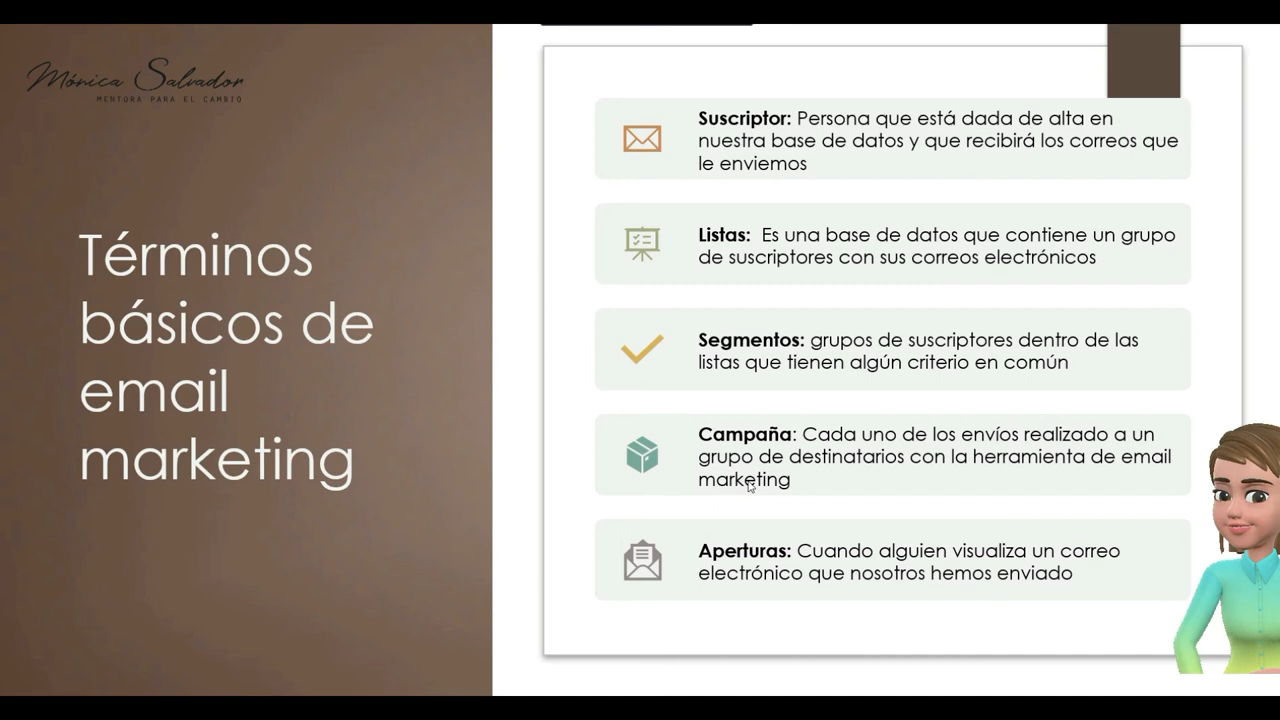 Mónica Salvador
MENTORA PARA EL CAMBIO
Términos
básicos de
email
marketing
Suscriptor: Persona que está dada de alta en
nuestra base de datos y que recibirá los correos que
le enviemos
Listas:  Es una base de datos que contiene un grupo
de suscriptores con sus correos electrónicos
Segmentos: grupos de suscriptores dentro de las
listas que tienen algún criterio en común
Campaña: Cada uno de los envíos realizado a un
grupo de destinatarios con la herramienta de email
marketing
Aperturas: Cuando alguien visualiza un correo
electrónico que nosotros hemos enviado